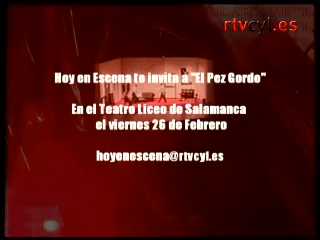 rtvcyl.es
Hoy en Escena te invita a "El Pez Gordo"
En el Teatro Liceo de Salamanca
el viernes 26 de Febrero
hoyenescena@rtvcyl.es